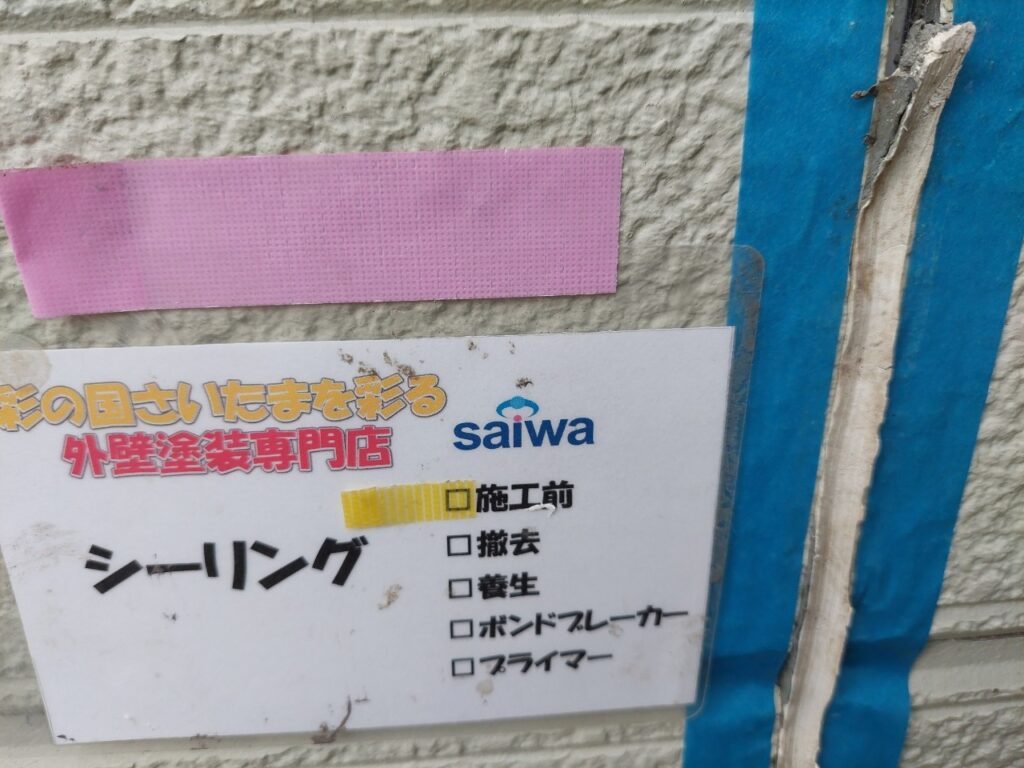 彩の国さいたまを彩る
外壁塗装専門店
saiwa
シーリング
□施工前
□撤去
□養生
□ボンドブレーカー
□プライマー